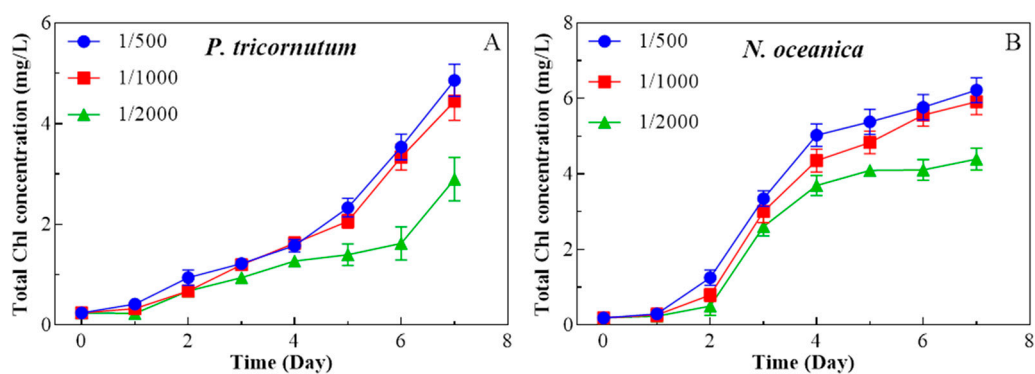 P. tricornutum
A
1/500
1/1000
1/2000
Total Chl concentration (mg/L)
6
4
2
0
0 2 4 6 8
Time (Day)
N. oceanica
B
1/500
1/1000
1/2000
Total Chl concentration (mg/L)
8
6
4
2
0
0 2 4 6 8
Time (Day)